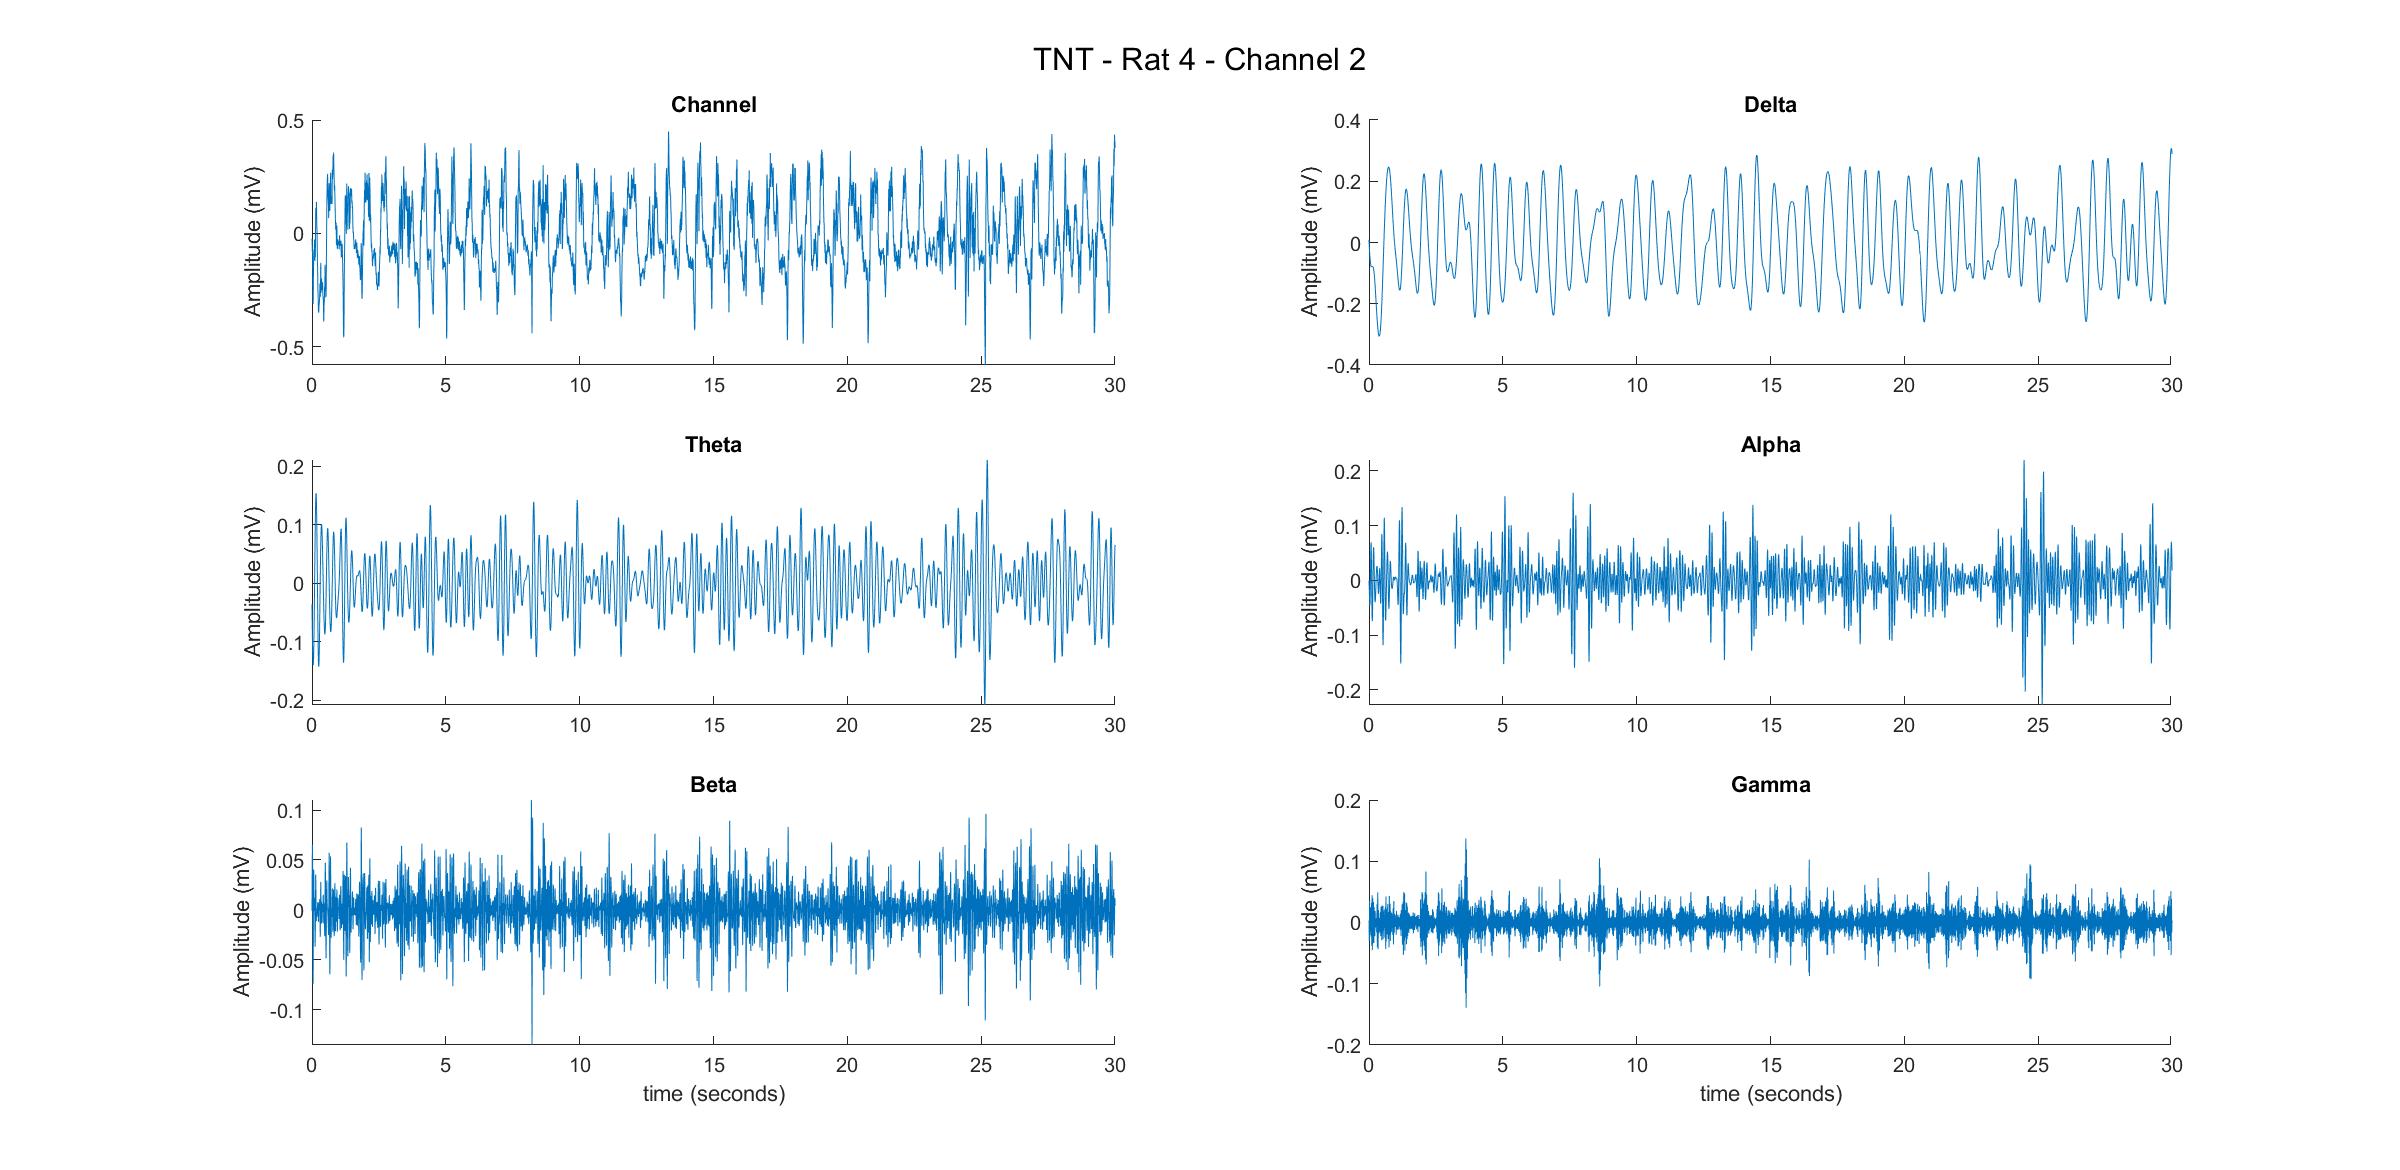 TNT - Rat 4 - Channel 2
Channel
Amplitude (mV)
0.5
0
-0.5
0 5 10 15 20 25 30
Delta
Amplitude (mV)
0.4
0.2
0
-0.2
-0.4
0 5 10 15 20 25 30
Theta
Amplitude (mV)
0.2
0.1
0
-0.1
-0.2
0 5 10 15 20 25 30
Alpha
Amplitude (mV)
0.2
0.1
0
-0.1
-0.2
0 5 10 15 20 25 30
Beta
Amplitude (mV)
0.1
0.05
0
-0.05
-0.1
0 5 10 15 20 25 30
time (seconds)
Gamma
Amplitude (mV)
0.2
0.1
0
-0.1
-0.2
0 5 10 15 20 25 30
time (seconds)